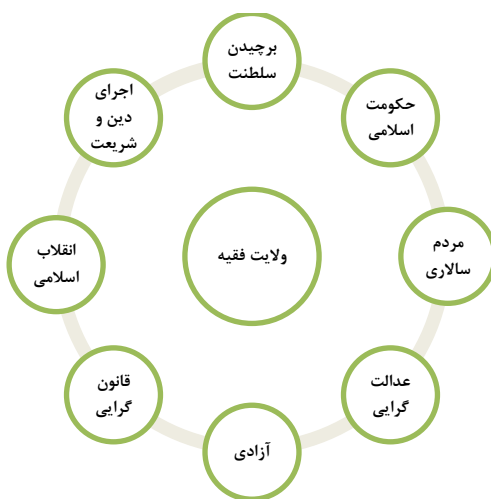 برچیدن
سلطنت
حکومت
اسلامی
مردم
سالاری
عدالت
گرایی
آزادی
قانون
گرایی
انقلاب
اسلامی
اجرای
دین و
شریعت
ولایت فقیه